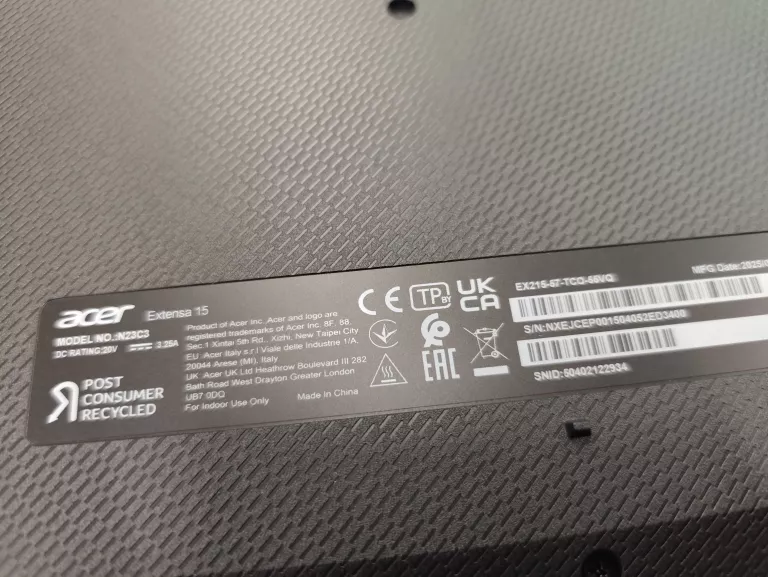 acer Extensa 15
MODEL NO.:N23C3
DC RATING:20V 3.25A
POST
CONSUMER
RECYCLED
Product of Acer Inc. Acer and logo are
registered trademarks of Acer Inc. 8F, 88,
Sec.1 Xintai 5th Rd., Xizhi, New Taipei City
EU: Acer Italy s.r.l Viale delle Industrie 1/A,
20044 Arese (MI), Italy
UK: Acer UK Ltd Heathrow Boulevard III 282
Bath Road West Drayton Greater London
UB7 0DQ
For Indoor Use Only Made in China
CE TP BY UK
CA
EAC
EX215-57-TCO-55VQ MFG Date:2025/
S/N:NXEJCEP001504052ED3400
SNID:50402122934